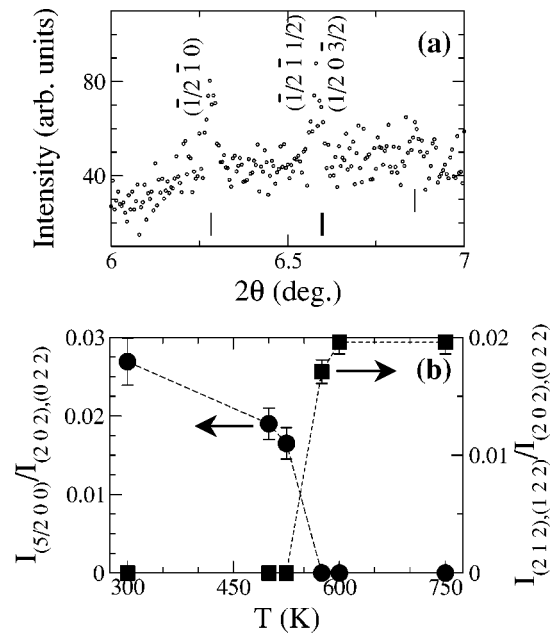 (a)
(1̄/2 1̄ 0)
(1̄/2 1̄ 1/2)
(1/2 0 3/2)
Intensity (arb. units)
80
40
6
6.5
7
2θ (deg.)
(b)
I(5/2 0 0)/I(2 0 2),(0 2 2)
0.03
0.02
0.01
0
0.02
0.01
0
I(2 1 2),(1 2 2)/I(2 0 2),(0 2 2)
300
450
600
750
T (K)